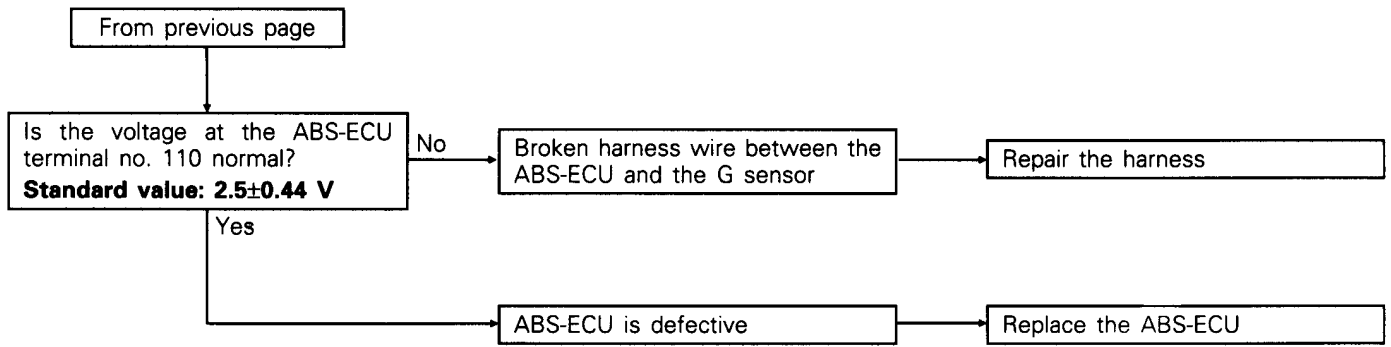 From previous page
Is the voltage at the ABS-ECU
terminal no. 110 normal?
Standard value: 2.5±0.44 V
No
Broken harness wire between the
ABS-ECU and the G sensor
Repair the harness
Yes
ABS-ECU is defective
Replace the ABS-ECU